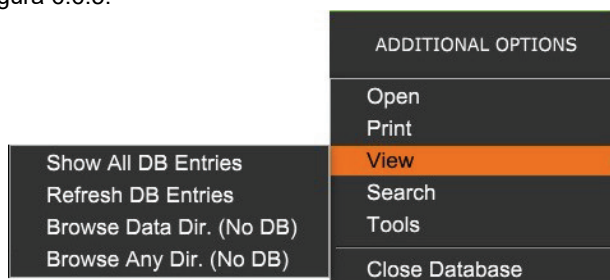 ADDITIONAL OPTIONS
Open
Print
View
Search
Tools
Close Database
Show All DB Entries
Refresh DB Entries
Browse Data Dir. (No DB)
Browse Any Dir. (No DB)